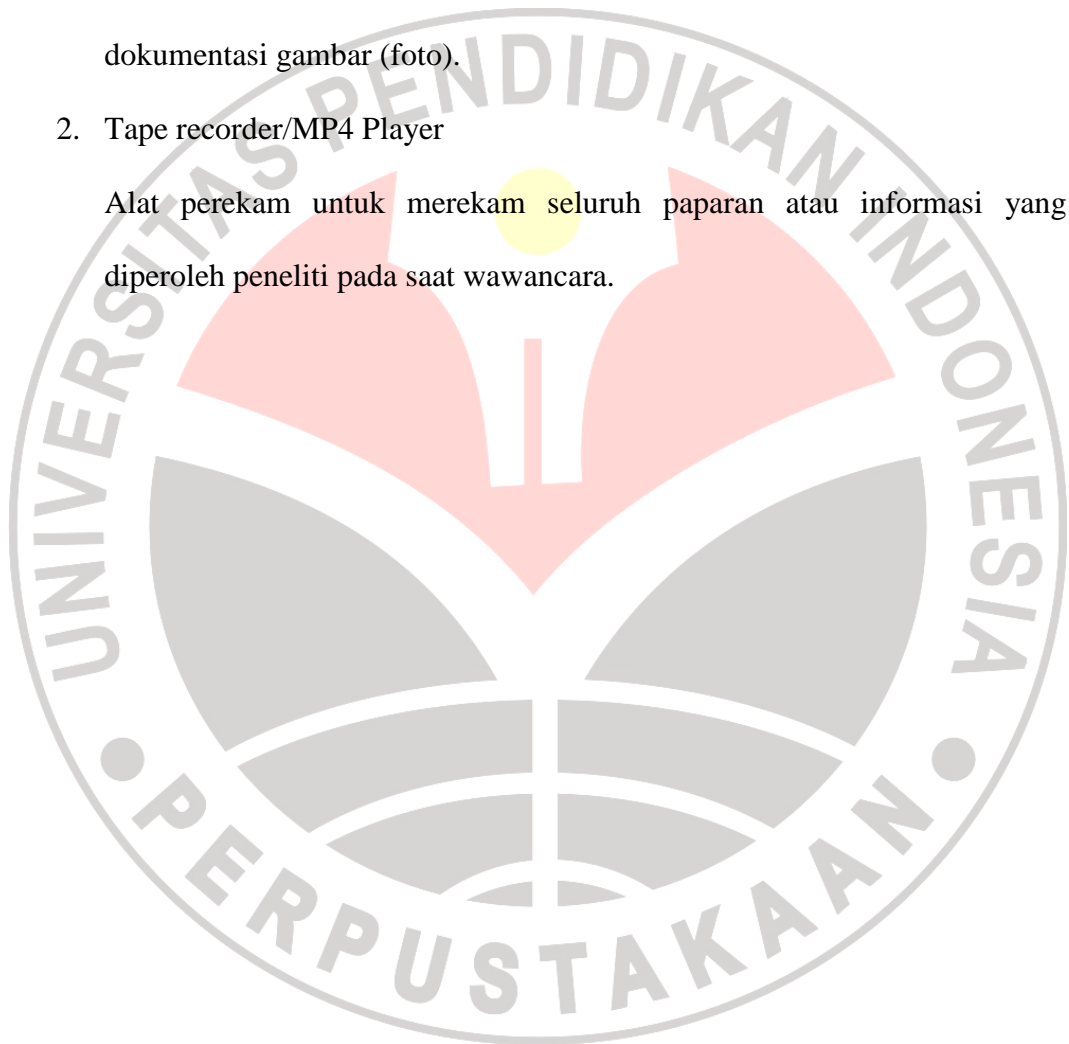 dokumentasi gambar (foto).
2. Tape recorder/MP4 Player
Alat perekam untuk merekam seluruh paparan atau informasi yang
diperoleh peneliti pada saat wawancara.
UNIVERSITAS PENDIDIKAN INDONESIA
PERPUSTAKAAN